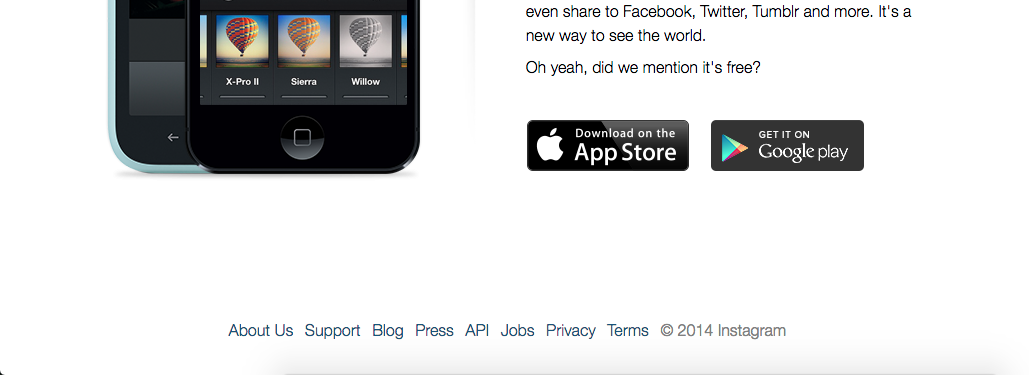 even share to Facebook, Twitter, Tumblr and more. It's a
new way to see the world.
Oh yeah, did we mention it's free?
X-Pro II Sierra Willow
Download on the
App Store
GET IT ON
Google play
About Us Support Blog Press API Jobs Privacy Terms © 2014 Instagram